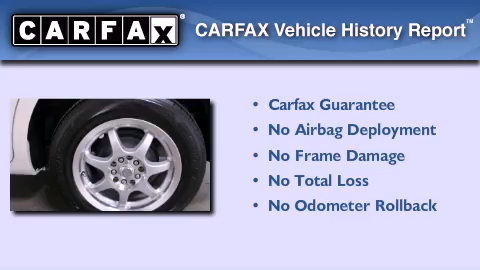 CARFAX® CARFAX Vehicle History Report™
• Carfax Guarantee
• No Airbag Deployment
• No Frame Damage
• No Total Loss
• No Odometer Rollback